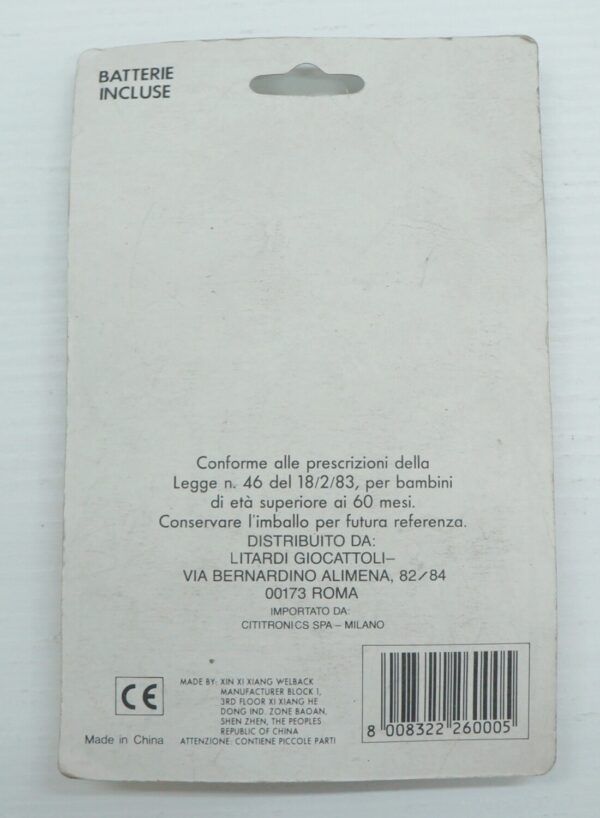 BATTERIE
INCLUSE
Conforme alle prescrizioni della
Legge n. 46 del 18/2/83, per bambini
di età superiore ai 60 mesi.
Conservare l'imballo per futura referenza.
DISTRIBUITO DA:
LITARDI GIOCATTOLI–
VIA BERNARDINO ALIMENA, 82/84
00173 ROMA
IMPORTATO DA:
CITITRONICS SPA – MILANO
CE
Made in China
MADE BY: XIN XI XIANG WELBACK
MANUFACTURER BLOCK I,
3RD FLOOR XI XIANG HE
DONG IND. ZONE BAOAN,
SHEN ZHEN, THE PEOPLES
REPUBLIC OF CHINA
ATTENZIONE: CONTIENE PICCOLE PARTI
8 008322 260005